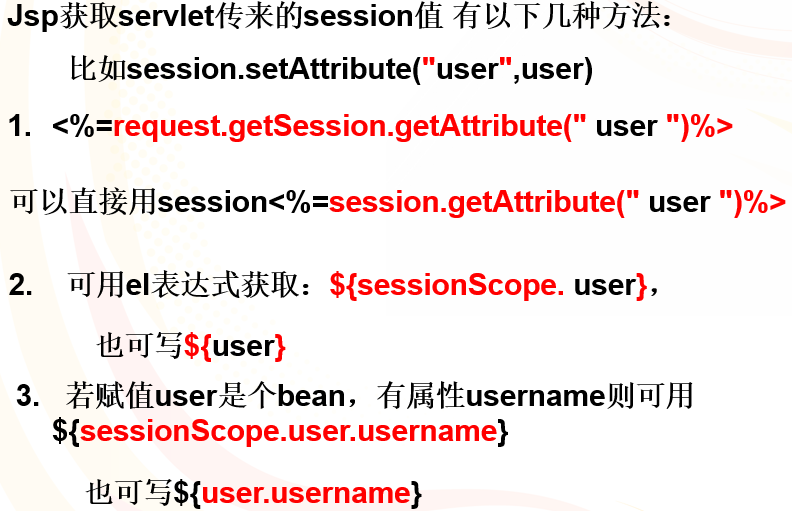 Jsp获取servlet传来的session值 有以下几种方法：
比如session.setAttribute("user",user)
1. <%=request.getSession.getAttribute(" user ")%>
可以直接用session<%=session.getAttribute(" user ")%>
2. 可用el表达式获取：${sessionScope. user}，
也可写${user}
3. 若赋值user是个bean，有属性username则可用
${sessionScope.user.username}
也可写${user.username}